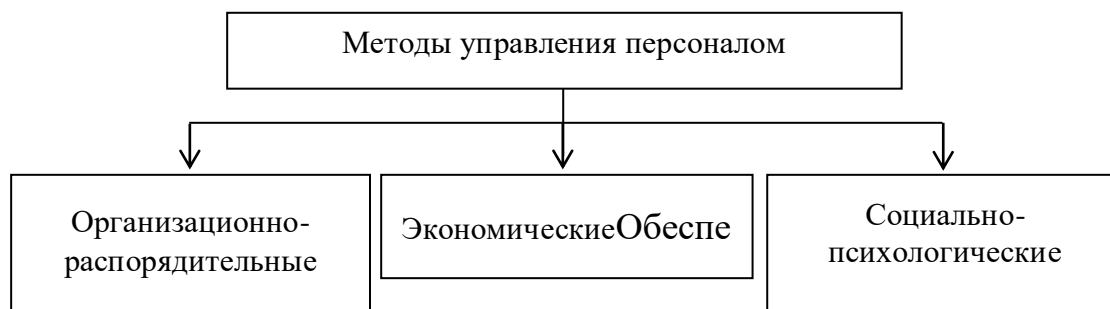 Методы управления персоналом
Организационно-
распорядительные
ЭкономическиеОбеспе
Социально-
психологические